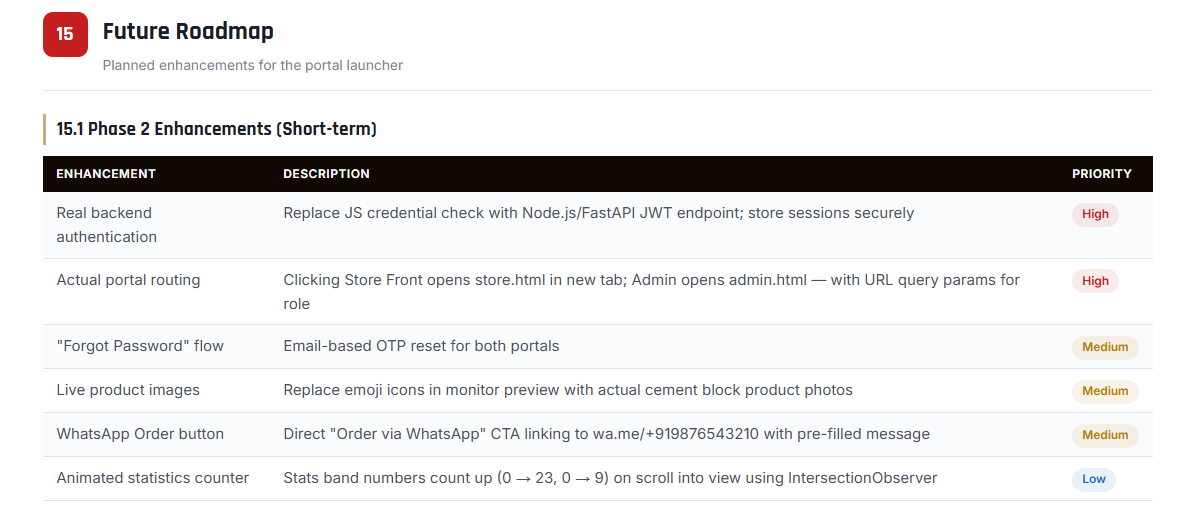 15
Future Roadmap
Planned enhancements for the portal launcher
15.1 Phase 2 Enhancements (Short-term)
ENHANCEMENT DESCRIPTION PRIORITY
Real backend authentication Replace JS credential check with Node.js/FastAPI JWT endpoint; store sessions securely High
Actual portal routing Clicking Store Front opens store.html in new tab; Admin opens admin.html — with URL query params for role High
"Forgot Password" flow Email-based OTP reset for both portals Medium
Live product images Replace emoji icons in monitor preview with actual cement block product photos Medium
WhatsApp Order button Direct "Order via WhatsApp" CTA linking to wa.me/+919876543210 with pre-filled message Medium
Animated statistics counter Stats band numbers count up (0 → 23, 0 → 9) on scroll into view using IntersectionObserver Low